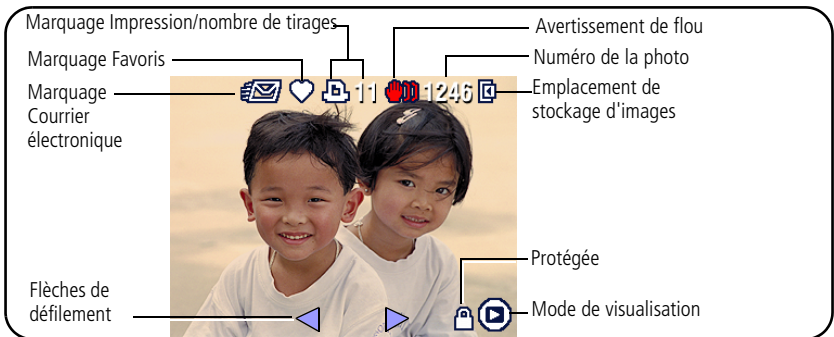 Marquage Impression/nombre de tirages
Marquage Favoris
Marquage
Courrier
électronique
Avertissement de flou
Numéro de la photo
Emplacement de
stockage d'images
11
1246
Flèches de
défilement
Protégée
Mode de visualisation